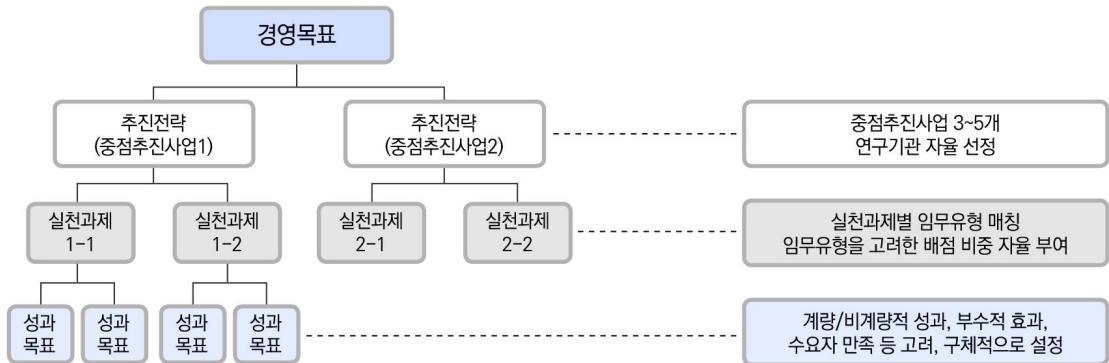 경영목표
추진전략
(중점추진사업1)
추진전략
(중점추진사업2)
중점추진사업 3~5개
연구기관 자율 선정
실천과제
1-1
실천과제
1-2
실천과제
2-1
실천과제
2-2
실천과제별 임무유형 매칭
임무유형을 고려한 배점 비중 자율 부여
성과
목표
성과
목표
성과
목표
성과
목표
계량/비계량적 성과, 부수적 효과,
수요자 만족 등 고려, 구체적으로 설정